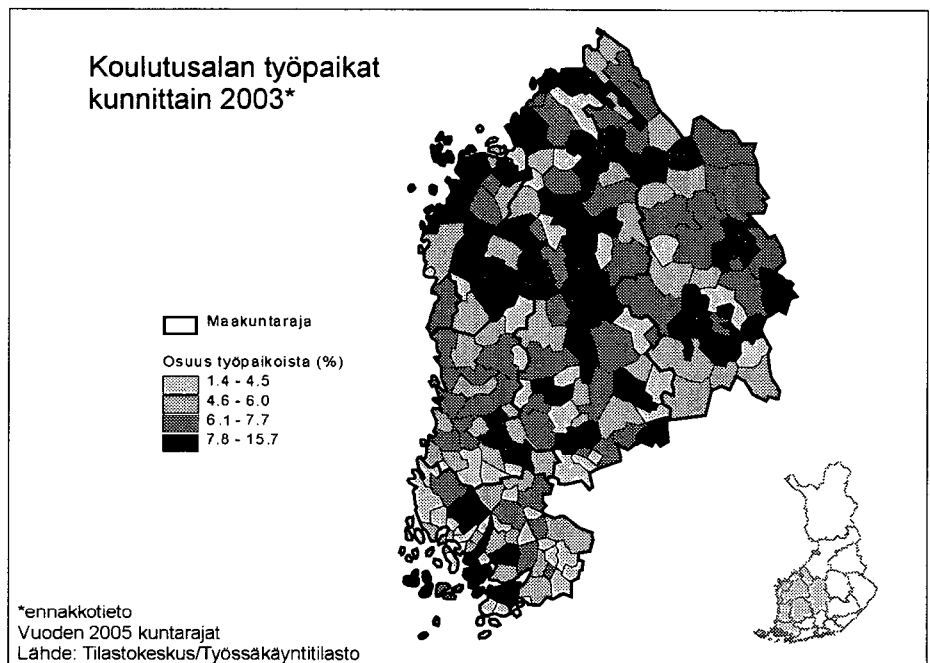 Koulutusalan työpaikat
kunnittain 2003*
Maakuntaraja
Osuus työpaikoista (%)
1.4 - 4.5
4.6 - 6.0
6.1 - 7.7
7.8 - 15.7
*ennakkotieto
Vuoden 2005 kuntarajat
Lähde: Tilastokeskus/Työssäkäyntitilasto